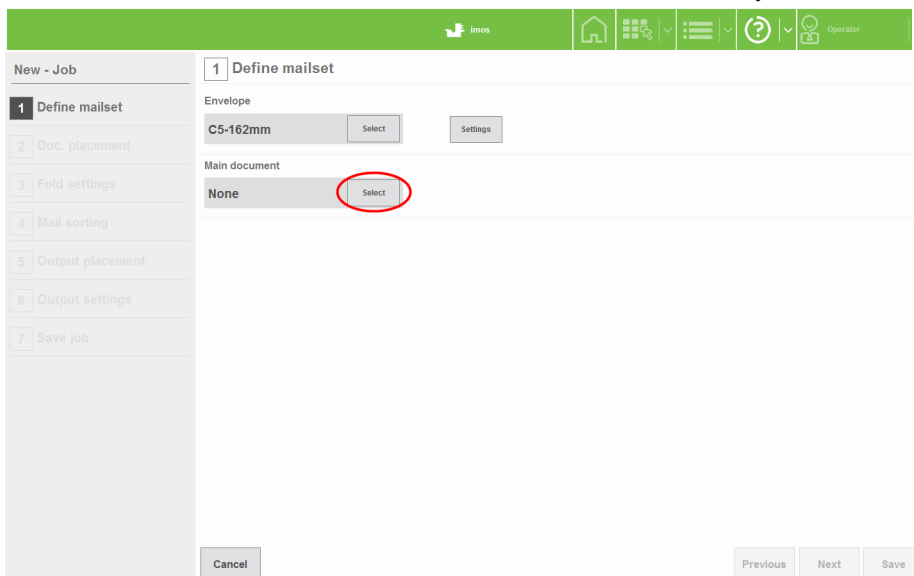 imos
Operator
New - Job
1 Define mailset
2 Doc. placement
3 Fold settings
4 Mail sorting
5 Output placement
6 Output settings
7 Save job
1 Define mailset
Envelope
C5-162mm Select Settings
Main document
None Select
Cancel Previous Next Save